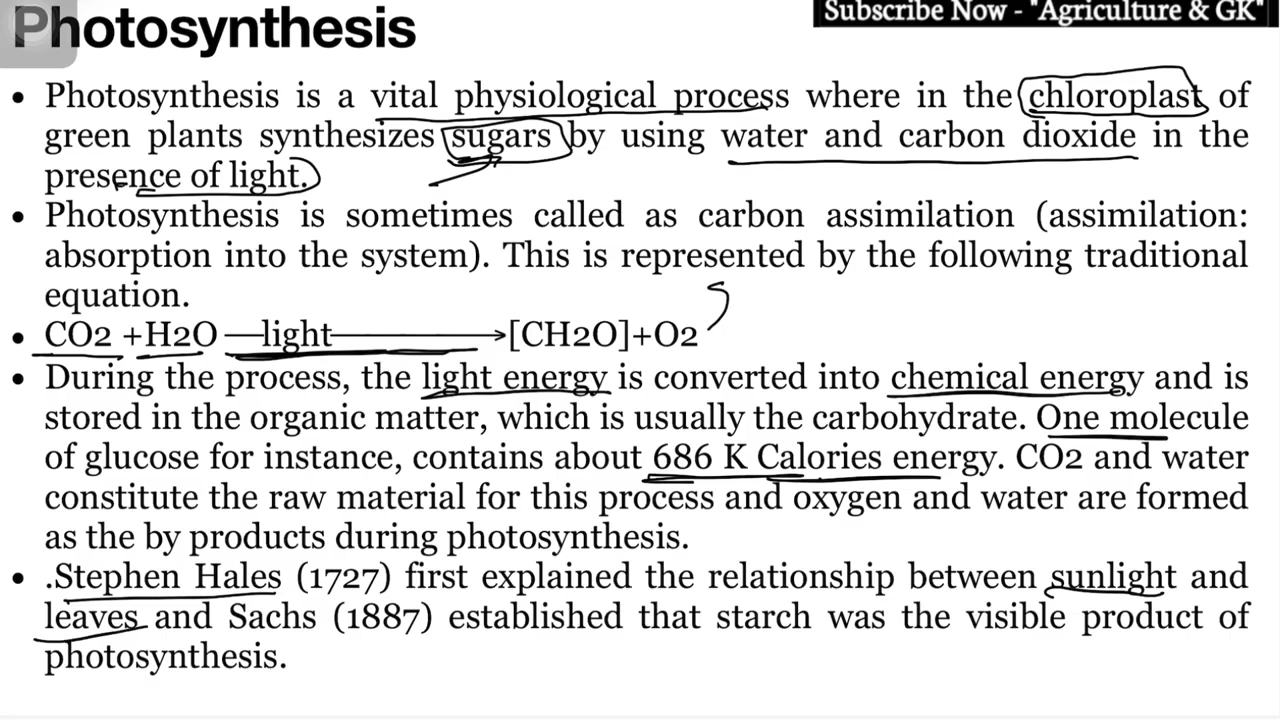 Subscribe Now - "Agriculture & GK"
Photosynthesis
• Photosynthesis is a vital physiological process where in the chloroplast of
green plants synthesizes sugars by using water and carbon dioxide in the
presence of light.
• Photosynthesis is sometimes called as carbon assimilation (assimilation:
absorption into the system). This is represented by the following traditional
equation.
• CO2 +H2O —light————→[CH2O]+O2
• During the process, the light energy is converted into chemical energy and is
stored in the organic matter, which is usually the carbohydrate. One molecule
of glucose for instance, contains about 686 K Calories energy. CO2 and water
constitute the raw material for this process and oxygen and water are formed
as the by products during photosynthesis.
• .Stephen Hales (1727) first explained the relationship between sunlight and
leaves and Sachs (1887) established that starch was the visible product of
photosynthesis.